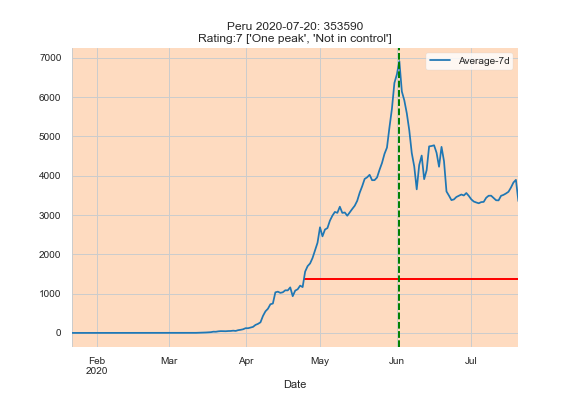 Peru 2020-07-20: 353590
Rating:7 ['One peak', 'Not in control']
Average-7d
7000
6000
5000
4000
3000
2000
1000
0
Feb
2020
Mar
Apr
May
Jun
Jul
Date